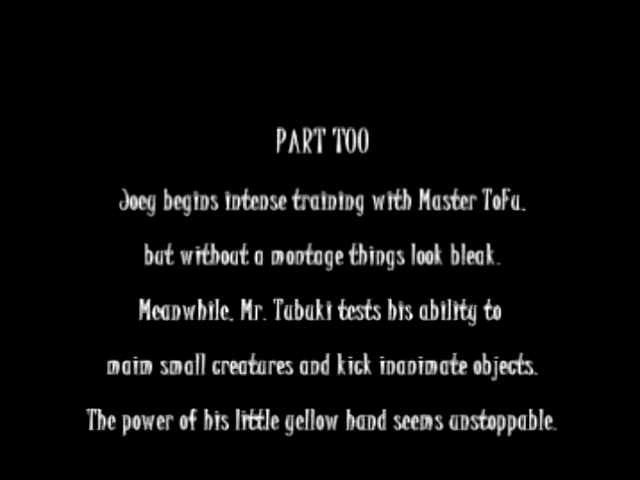 PART TOO
Joey begins intense training with Master ToFu,
but without a montage things look bleak.
Meanwhile, Mr. Tabuki tests his ability to
maim small creatures and kick inanimate objects.
The power of his little yellow hand seems unstoppable.